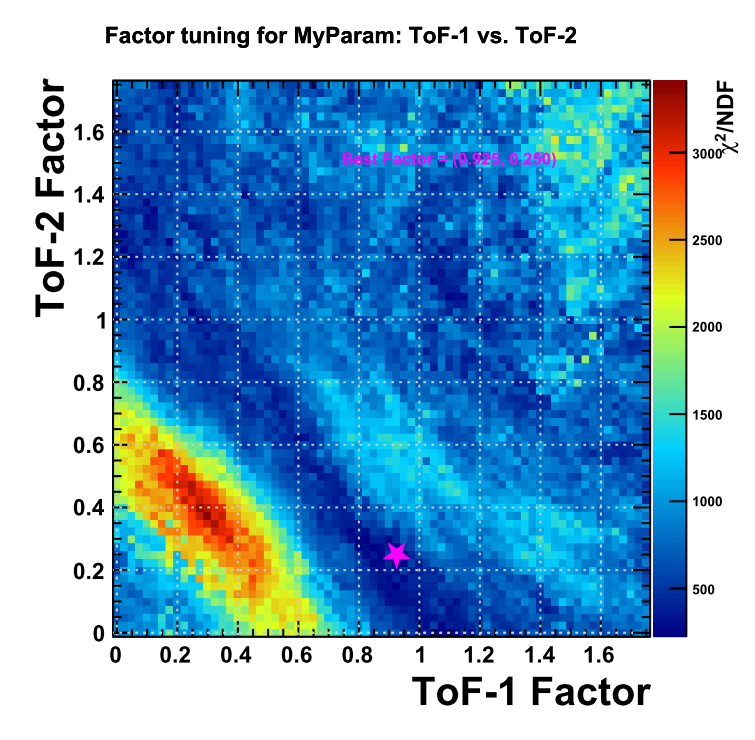 Factor tuning for MyParam: ToF-1 vs. ToF-2
ToF-2 Factor
1.6
1.4
1.2
1
0.8
0.6
0.4
0.2
0
Best Factor = (0.925, 0.250)
0 0.2 0.4 0.6 0.8 1 1.2 1.4 1.6
ToF-1 Factor
χ²/NDF
3000
2500
2000
1500
1000
500